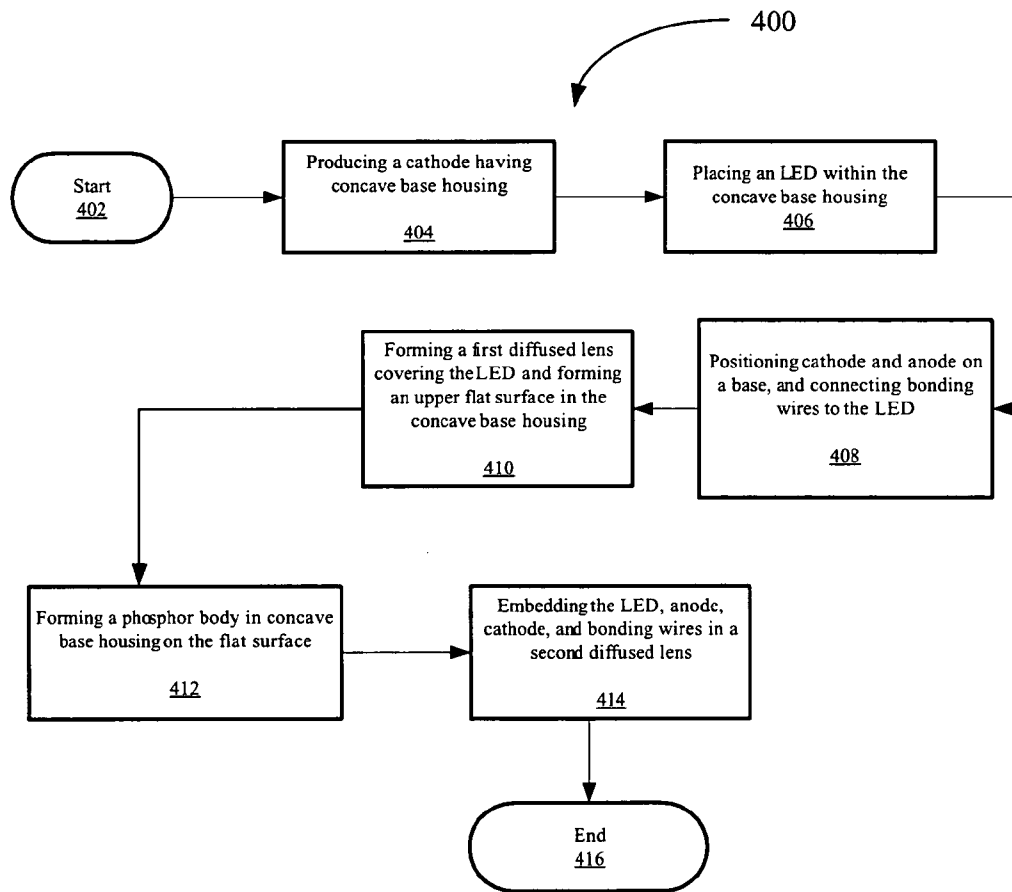 400
Start
402
Producing a cathode having
concave base housing
404
Placing an LED within the
concave base housing
406
Positioning cathode and anode on
a base, and connecting bonding
wires to the LED
408
Forming a first diffused lens
covering the LED and forming
an upper flat surface in the
concave base housing
410
Forming a phosphor body in concave
base housing on the flat surface
412
Embedding the LED, anode,
cathode, and bonding wires in a
second diffused lens
414
End
416